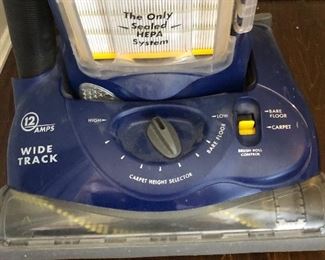 The Only
Sealed
HEPA
System
12
AMPS
WIDE
TRACK
HIGH
LOW
BARE FLOOR
CARPET HEIGHT SELECTOR
BARE
FLOOR
CARPET
BRUSH ROLL
CONTROL